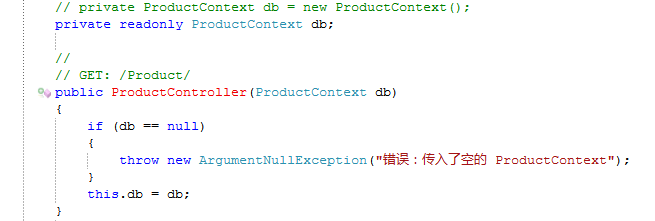 // private ProductContext db = new ProductContext();
private readonly ProductContext db;
//
// GET: /Product/
public ProductController(ProductContext db)
{
if (db == null)
{
throw new ArgumentNullException("错误：传入了空的 ProductContext");
}
this.db = db;
}